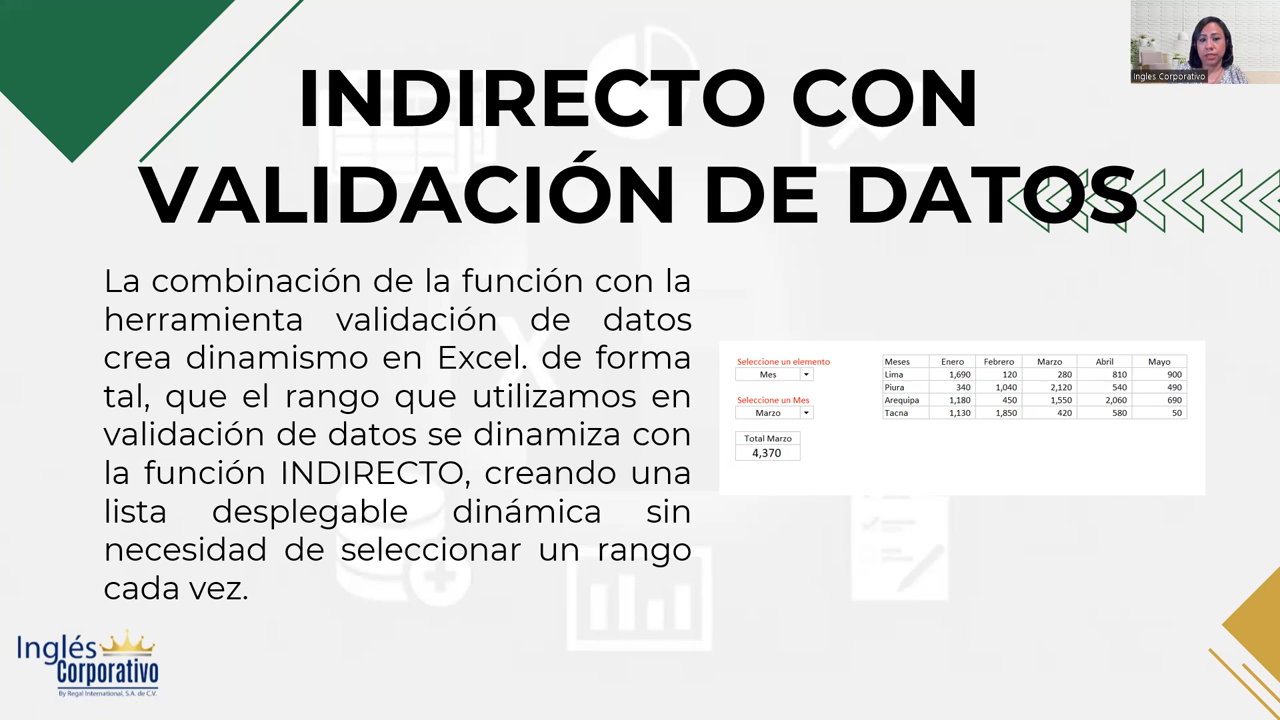 INDIRECTO CON
VALIDACIÓN DE DATOS
Ingles Corporativo
La combinación de la función con la
herramienta validación de datos
crea dinamismo en Excel. de forma
tal, que el rango que utilizamos en
validación de datos se dinamiza con
la función INDIRECTO, creando una
lista desplegable dinámica sin
necesidad de seleccionar un rango
cada vez.
Seleccione un elemento
Mes
Seleccione un Mes
Marzo
Total Marzo
4,370
Meses Enero Febrero Marzo Abril Mayo
Lima 1,690 120 280 810 900
Piura 340 1,040 2,120 540 490
Arequipa 1,180 450 1,550 2,060 690
Tacna 1,130 1,850 420 580 50
Inglés
Corporativo
By Regal International, S.A. de C.V.